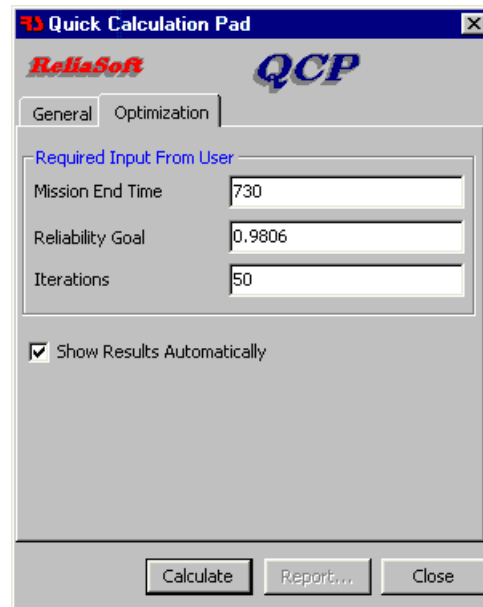 Quick Calculation Pad
ReliaSoft QCP
General Optimization
Required Input From User
Mission End Time 730
Reliability Goal 0.9806
Iterations 50
Show Results Automatically
Calculate Report... Close